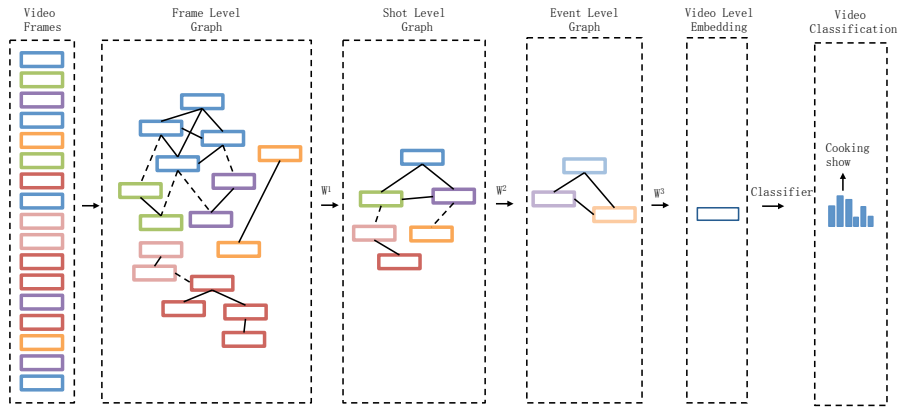 Video
Frames
Frame Level
Graph
Shot Level
Graph
Event Level
Graph
Video Level
Embedding
Video
Classification
W¹
W²
W³
Classifier
Cooking
show